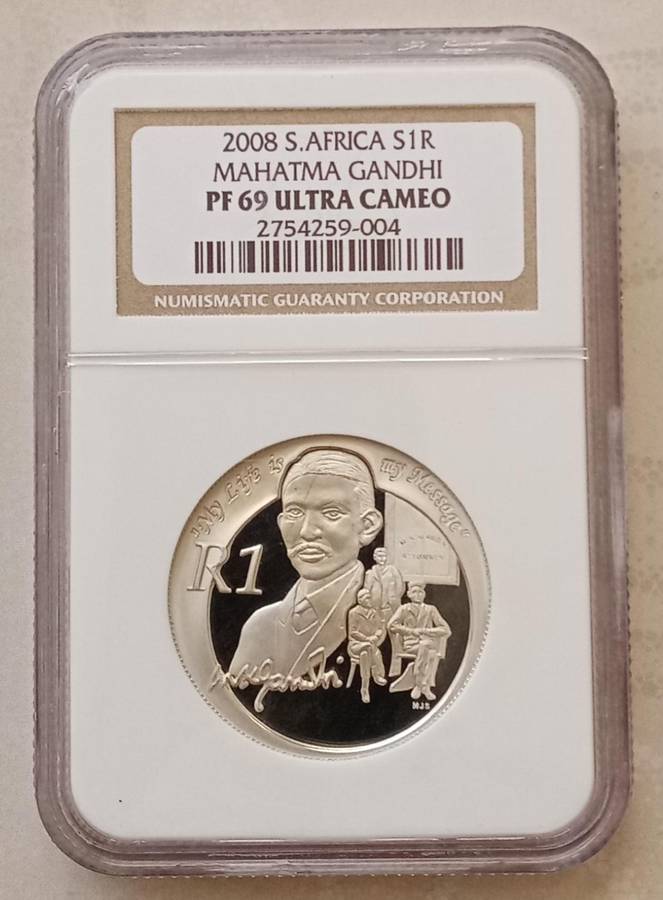 2008 S.AFRICA S1R
MAHATMA GANDHI
PF 69 ULTRA CAMEO
2754259-004
NUMISMATIC GUARANTY CORPORATION
"My Life is my Message"
R1
MKGandhi
MJS